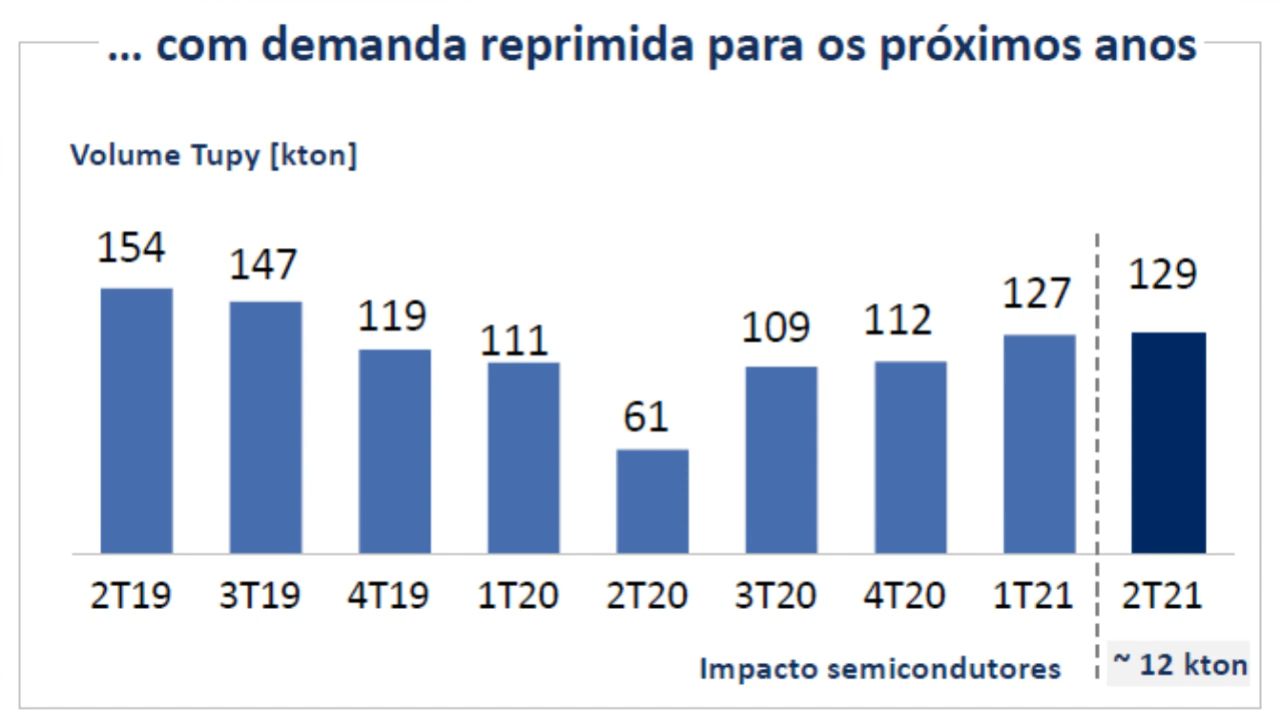 ... com demanda reprimida para os próximos anos
Volume Tupy [kton]
154 147 119 111 61 109 112 127 129
2T19 3T19 4T19 1T20 2T20 3T20 4T20 1T21 2T21
Impacto semicondutores ~ 12 kton